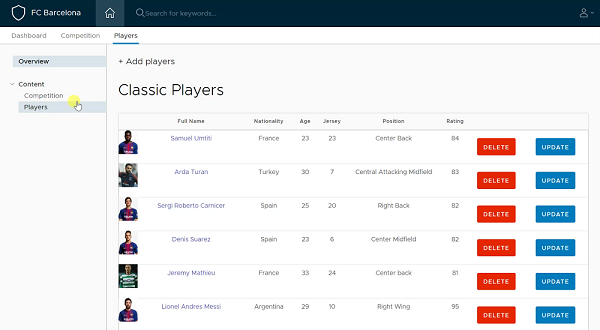 FC Barcelona
Search for keywords...
Dashboard Competition Players
Overview
Content
Competition
Players
+ Add players
Classic Players
Full Name Nationality Age Jersey Position Rating
Samuel Umtiti France 23 23 Center Back 84 DELETE UPDATE
Arda Turan Turkey 30 7 Central Attacking Midfield 83 DELETE UPDATE
Sergi Roberto Carnicer Spain 25 20 Right Back 82 DELETE UPDATE
Denis Suarez Spain 23 6 Center Midfield 82 DELETE UPDATE
Jeremy Mathieu France 33 24 Center back 81 DELETE UPDATE
Lionel Andres Messi Argentina 29 10 Right Wing 95 DELETE UPDATE